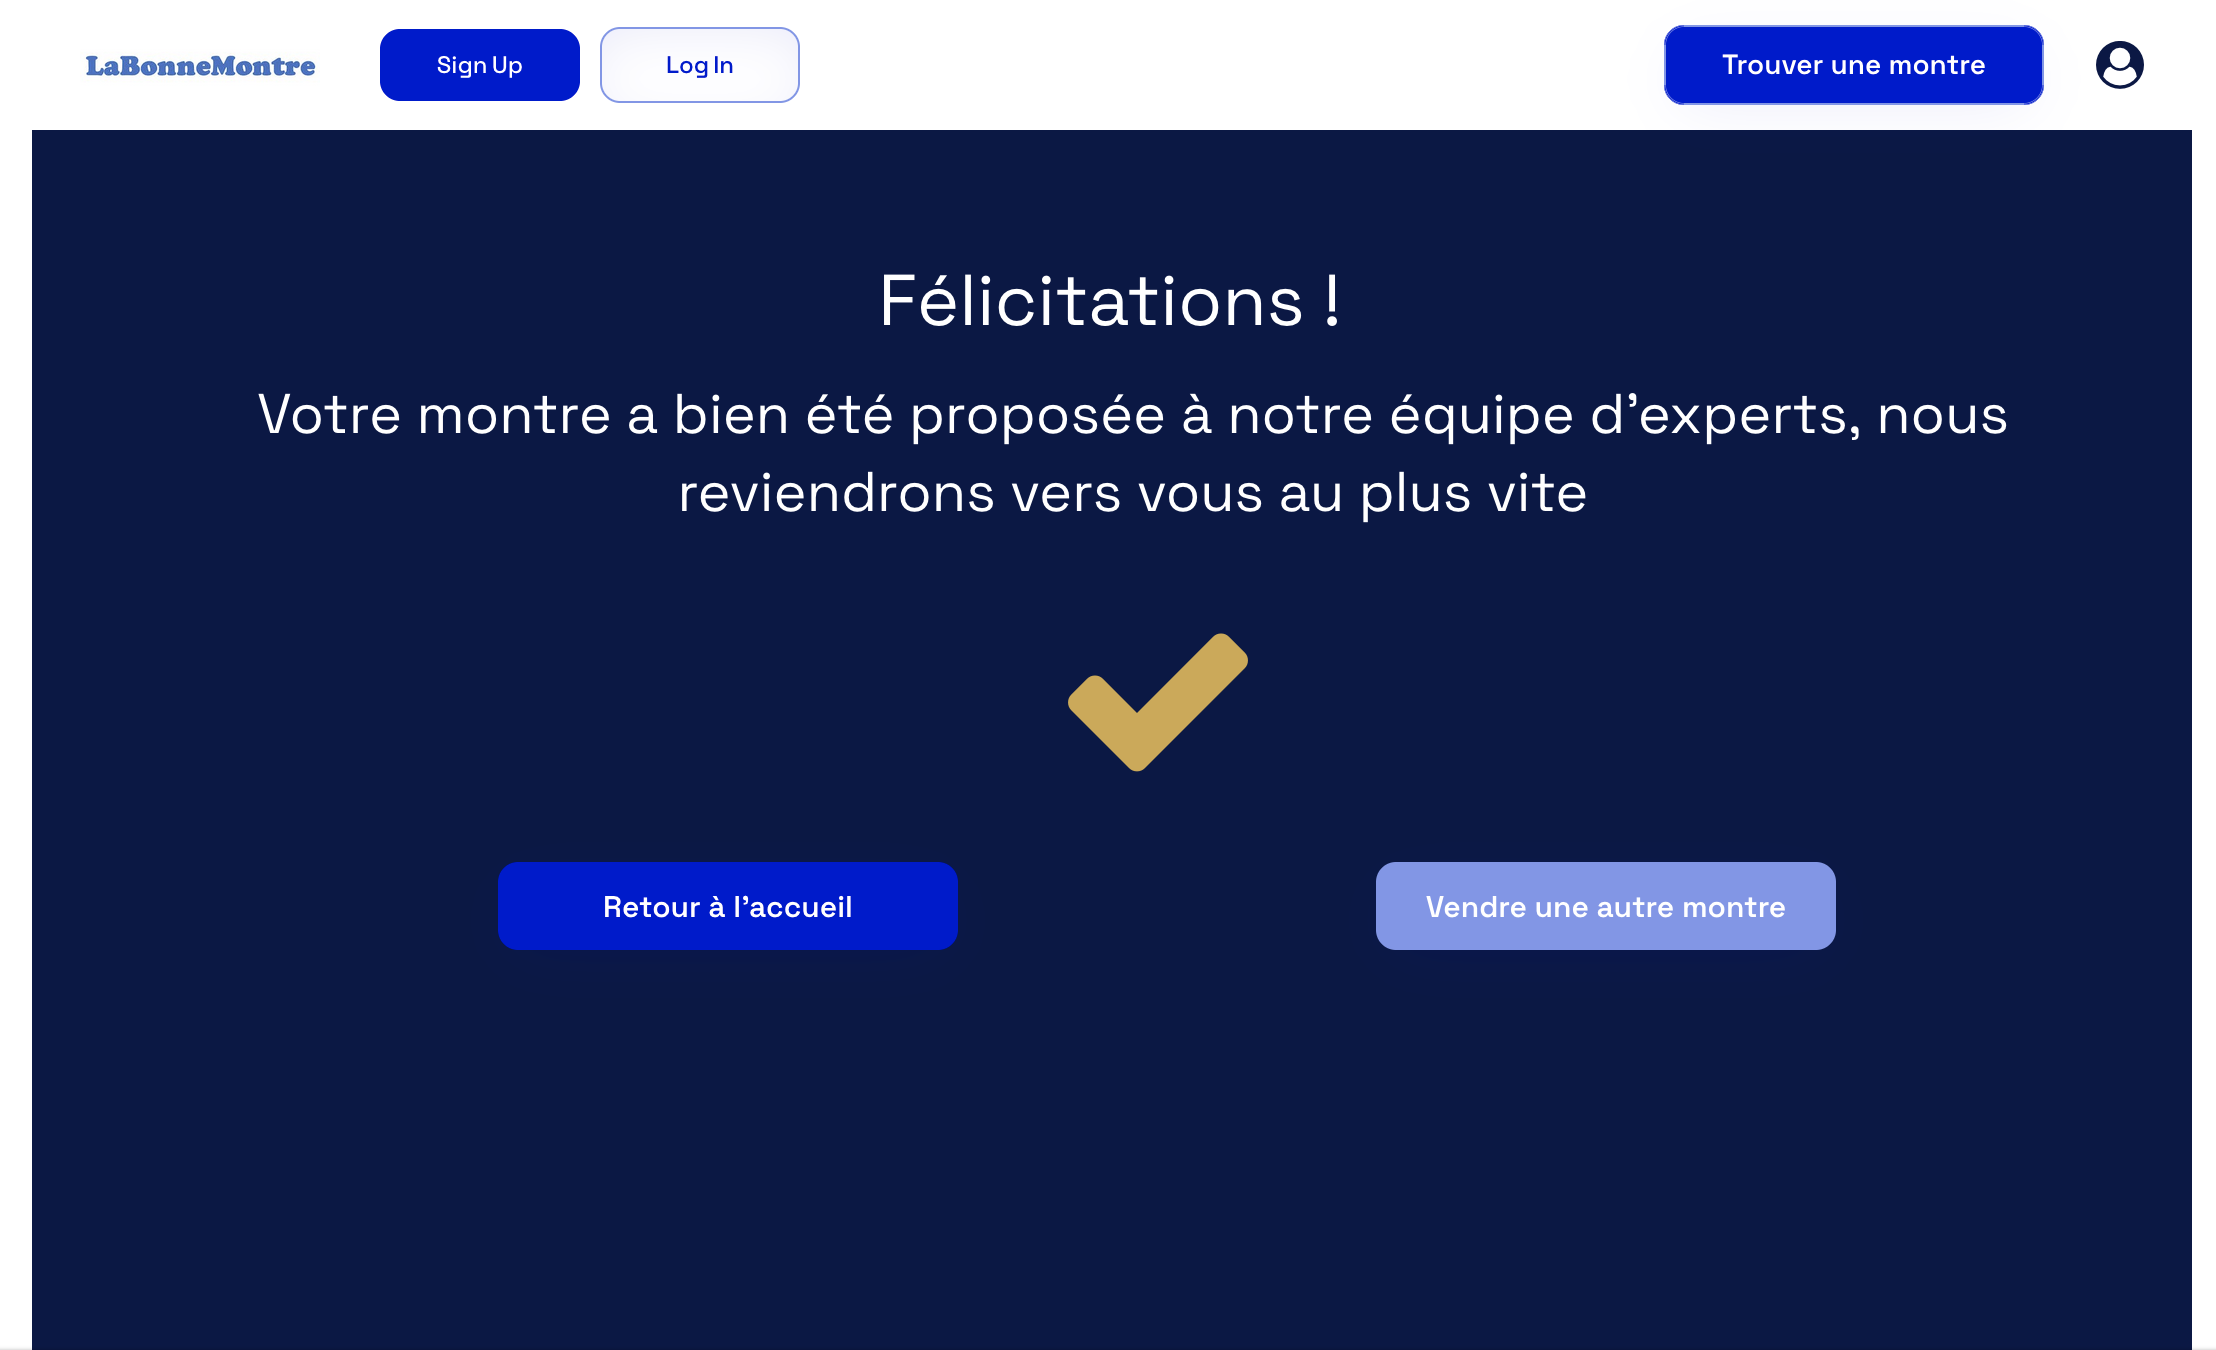 LaBonneMontre
Sign Up
Log In
Trouver une montre
Félicitations !
Votre montre a bien été proposée à notre équipe d’experts, nous
reviendrons vers vous au plus vite
Retour à l’accueil
Vendre une autre montre